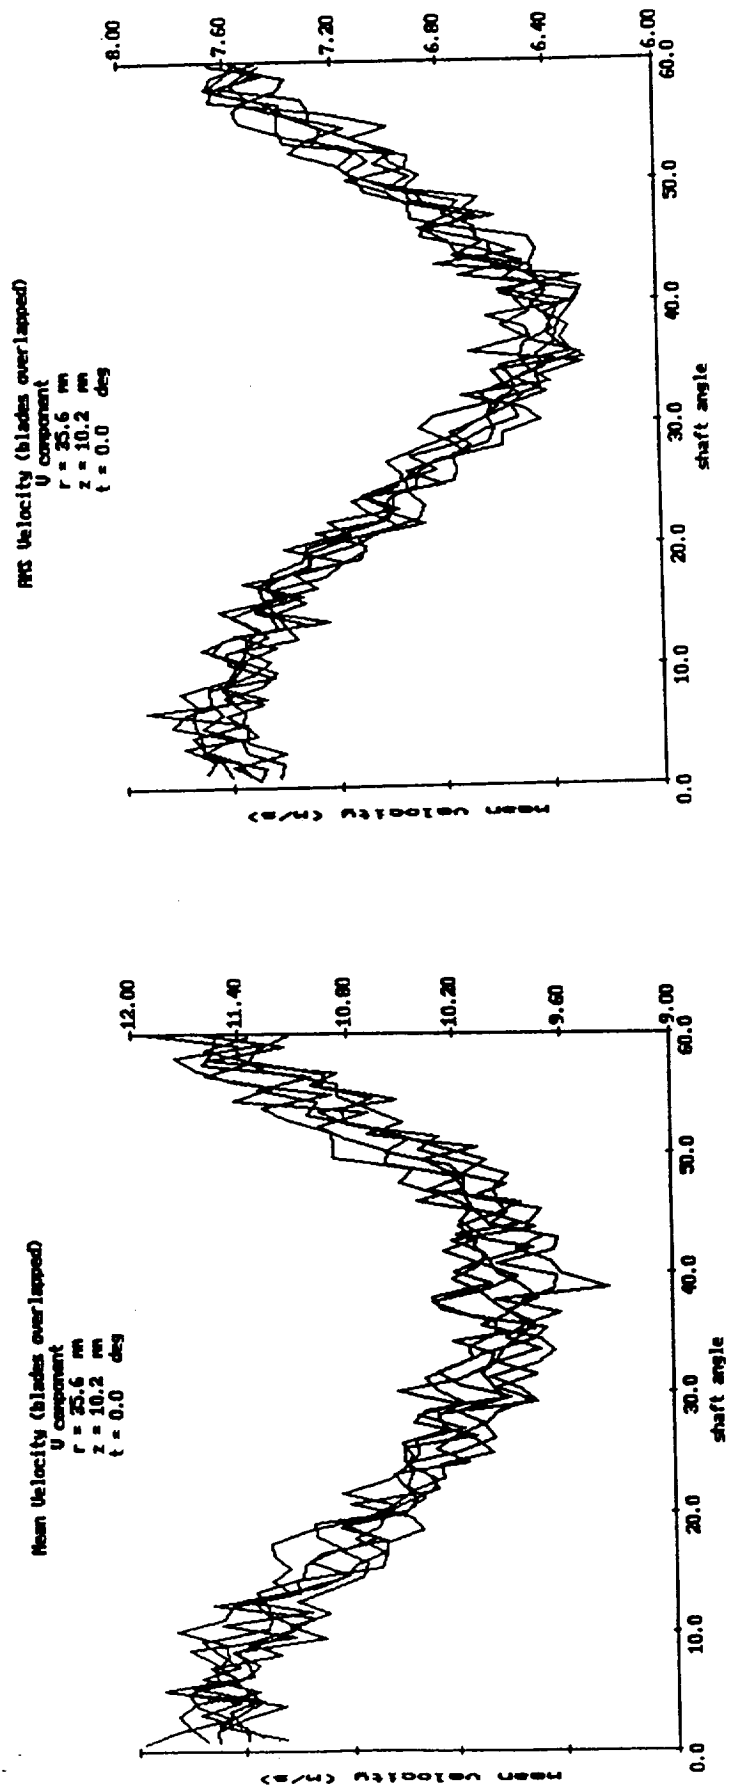 Mean Velocity (blades overlapped)
U component
r = 35.6 mm
z = 10.2 mm
t = 0.0 deg
12.00
11.40
10.80
10.20
9.60
9.00
mean velocity (m/s)
0.0
10.0
20.0
30.0
40.0
50.0
60.0
shaft angle
RMS Velocity (blades overlapped)
U component
r = 35.6 mm
z = 10.2 mm
t = 0.0 deg
8.00
7.60
7.20
6.80
6.40
6.00
mean velocity (m/s)
0.0
10.0
20.0
30.0
40.0
50.0
60.0
shaft angle